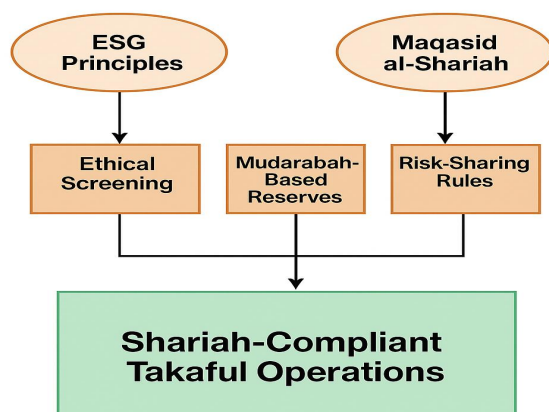 ESG
Principles
Maqasid
al-Shariah
Ethical
Screening
Mudarabah-
Based
Reserves
Risk-Sharing
Rules
Shariah-Compliant
Takaful Operations